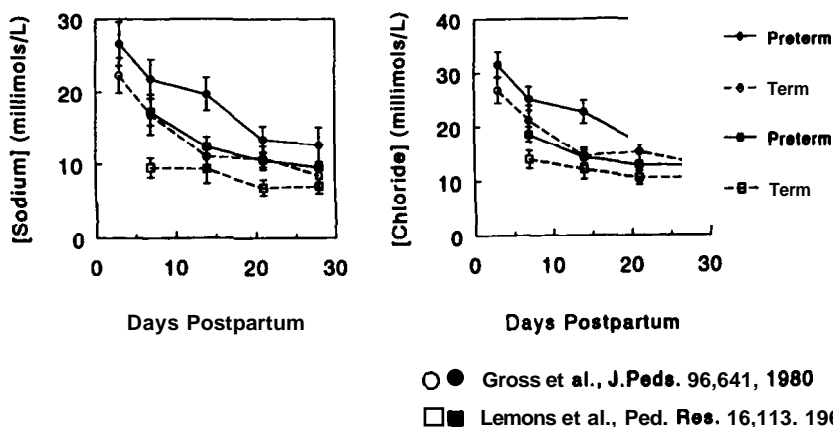 [Sodium] (millimols/L)
30
20
10
0
0 10 20 30
Days Postpartum
[Chloride] (millimols/L)
40
30
20
10
0
0 10 20 30
Days Postpartum
Preterm
Term
Preterm
Term
Gross et al., J.Peds. 96,641, 1980
Lemons et al., Ped. Res. 16,113.